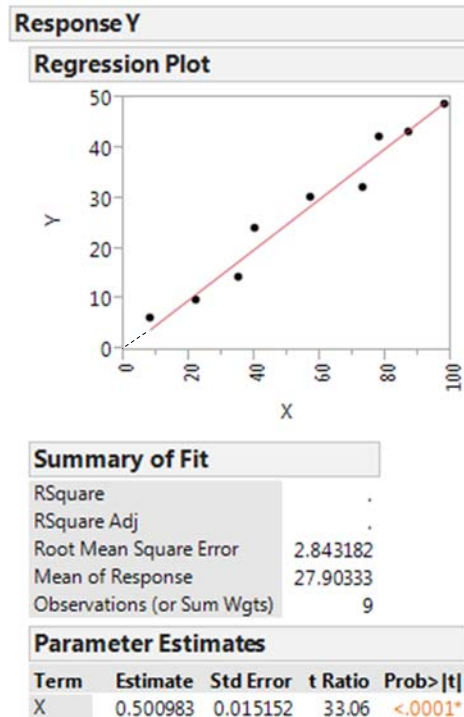 Response Y
Regression Plot
50
40
30
20
10
0
Y
0 20 40 60 80 100
X
Summary of Fit
RSquare .
RSquare Adj .
Root Mean Square Error 2.843182
Mean of Response 27.90333
Observations (or Sum Wgts) 9
Parameter Estimates
Term Estimate Std Error t Ratio Prob>|t|
X 0.500983 0.015152 33.06 <.0001*